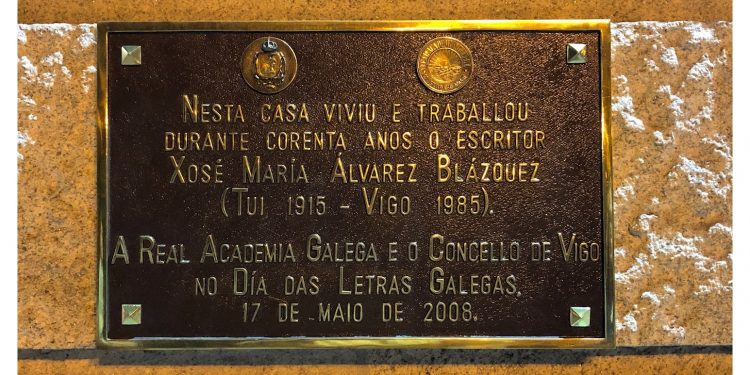 NESTA CASA VIVIU E TRABALLOU
DURANTE CORENTA ANOS O ESCRITOR
XOSÉ MARÍA ÁLVAREZ BLÁZQUEZ
(TUI 1915 - VIGO 1985).
A REAL ACADEMIA GALEGA E O CONCELLO DE VIGO
NO DÍA DAS LETRAS GALEGAS,
17 DE MAIO DE 2008.